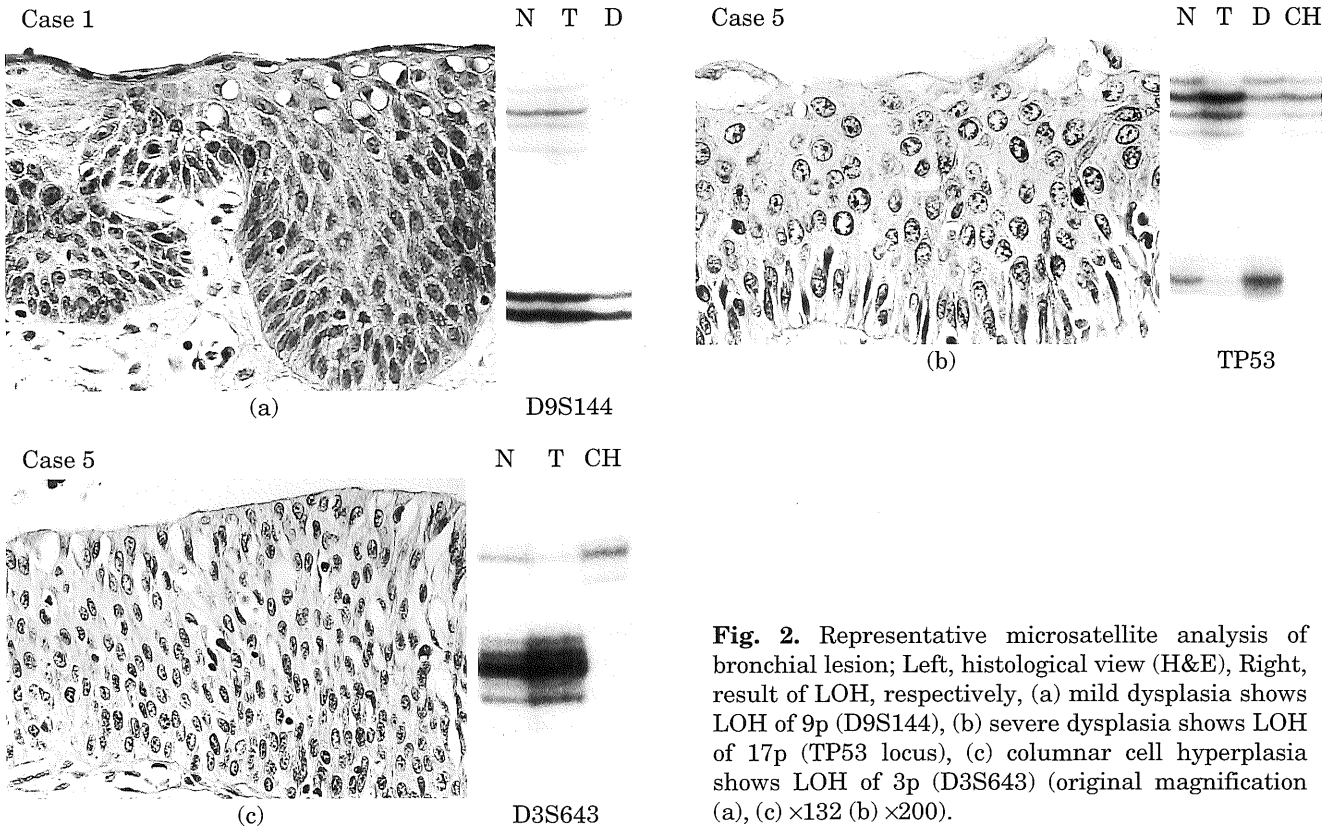 Case 1
N T D
(a)
D9S144
Case 5
N T D CH
(b)
TP53
Case 5
N T CH
(c)
D3S643
Fig. 2. Representative microsatellite analysis of
bronchial lesion; Left, histological view (H&E), Right,
result of LOH, respectively, (a) mild dysplasia shows
LOH of 9p (D9S144), (b) severe dysplasia shows LOH
of 17p (TP53 locus), (c) columnar cell hyperplasia
shows LOH of 3p (D3S643) (original magnification
(a), (c) ×132 (b) ×200).